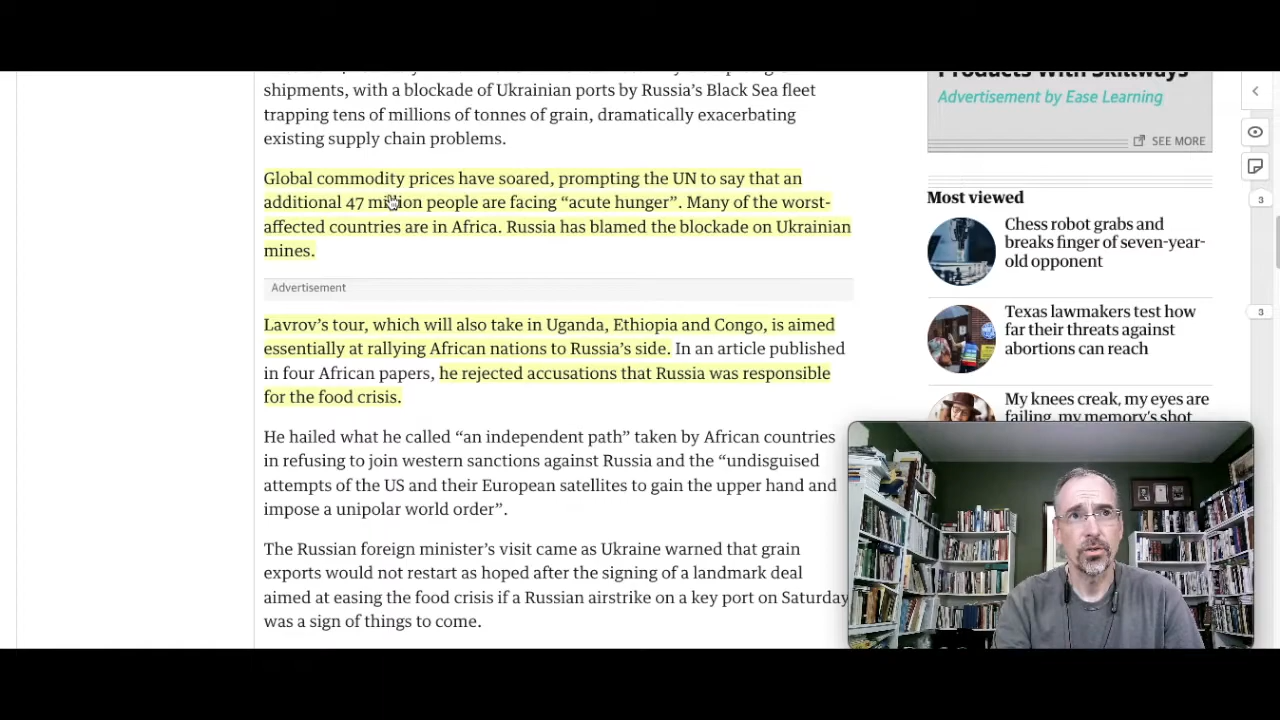 shipments, with a blockade of Ukrainian ports by Russia's Black Sea fleet
trapping tens of millions of tonnes of grain, dramatically exacerbating
existing supply chain problems.
Global commodity prices have soared, prompting the UN to say that an
additional 47 million people are facing “acute hunger”. Many of the worst-
affected countries are in Africa. Russia has blamed the blockade on Ukrainian
mines.
Advertisement
Lavrov's tour, which will also take in Uganda, Ethiopia and Congo, is aimed
essentially at rallying African nations to Russia's side. In an article published
in four African papers, he rejected accusations that Russia was responsible
for the food crisis.
He hailed what he called “an independent path” taken by African countries
in refusing to join western sanctions against Russia and the “undisguised
attempts of the US and their European satellites to gain the upper hand and
impose a unipolar world order”.
The Russian foreign minister's visit came as Ukraine warned that grain
exports would not restart as hoped after the signing of a landmark deal
aimed at easing the food crisis if a Russian airstrike on a key port on Saturday
was a sign of things to come.
Products With Skillways
Advertisement by Ease Learning
SEE MORE
Most viewed
Chess robot grabs and
breaks finger of seven-year-
old opponent
Texas lawmakers test how
far their threats against
abortions can reach
My knees creak, my eyes are
failing, my memory's shot
3
3